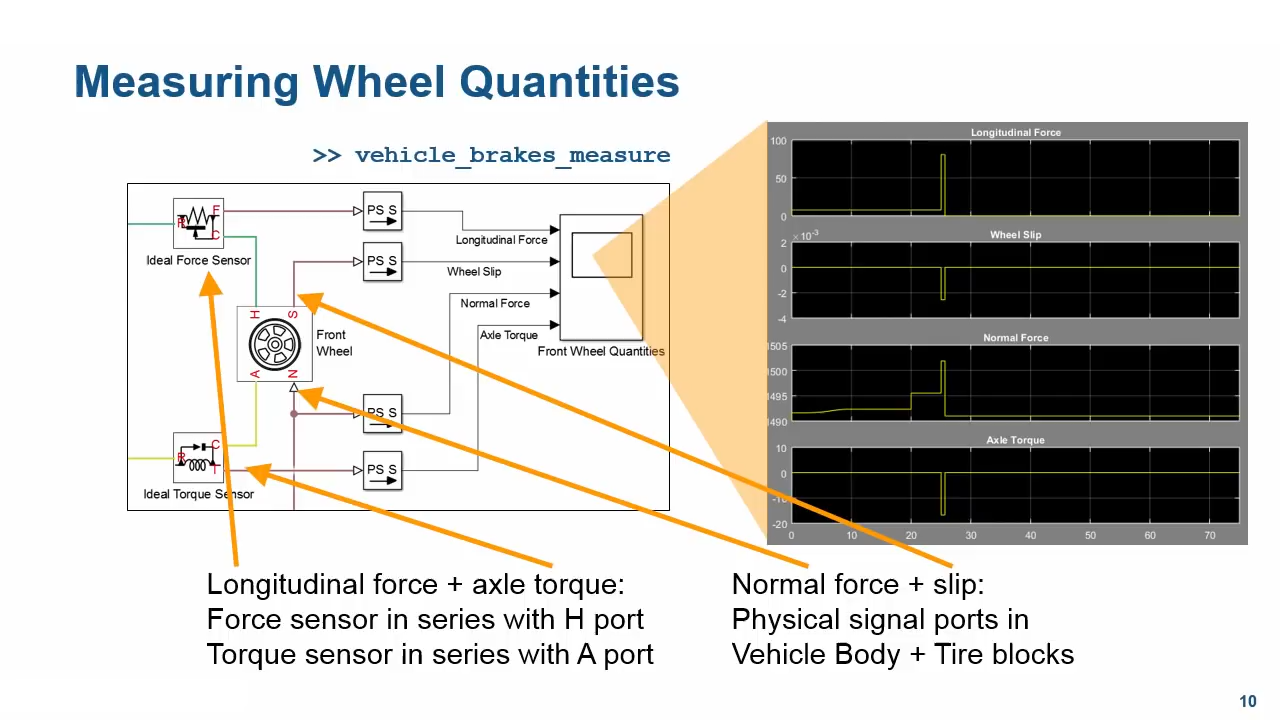 Measuring Wheel Quantities
>> vehicle_brakes_measure
F
R
C
Ideal Force Sensor
PS S
Longitudinal Force
PS S
Wheel Slip
Normal Force
H
S
Front
Wheel
A
N
Axle Torque
Front Wheel Quantities
PS S
C
R
T
PS S
Ideal Torque Sensor
Longitudinal Force
100
50
0
Wheel Slip
× 10-3
2
0
-2
-4
Normal Force
1505
1500
1495
1490
Axle Torque
10
0
-10
-20
0 10 20 30 40 50 60 70
Longitudinal force + axle torque:
Force sensor in series with H port
Torque sensor in series with A port
Normal force + slip:
Physical signal ports in
Vehicle Body + Tire blocks
10